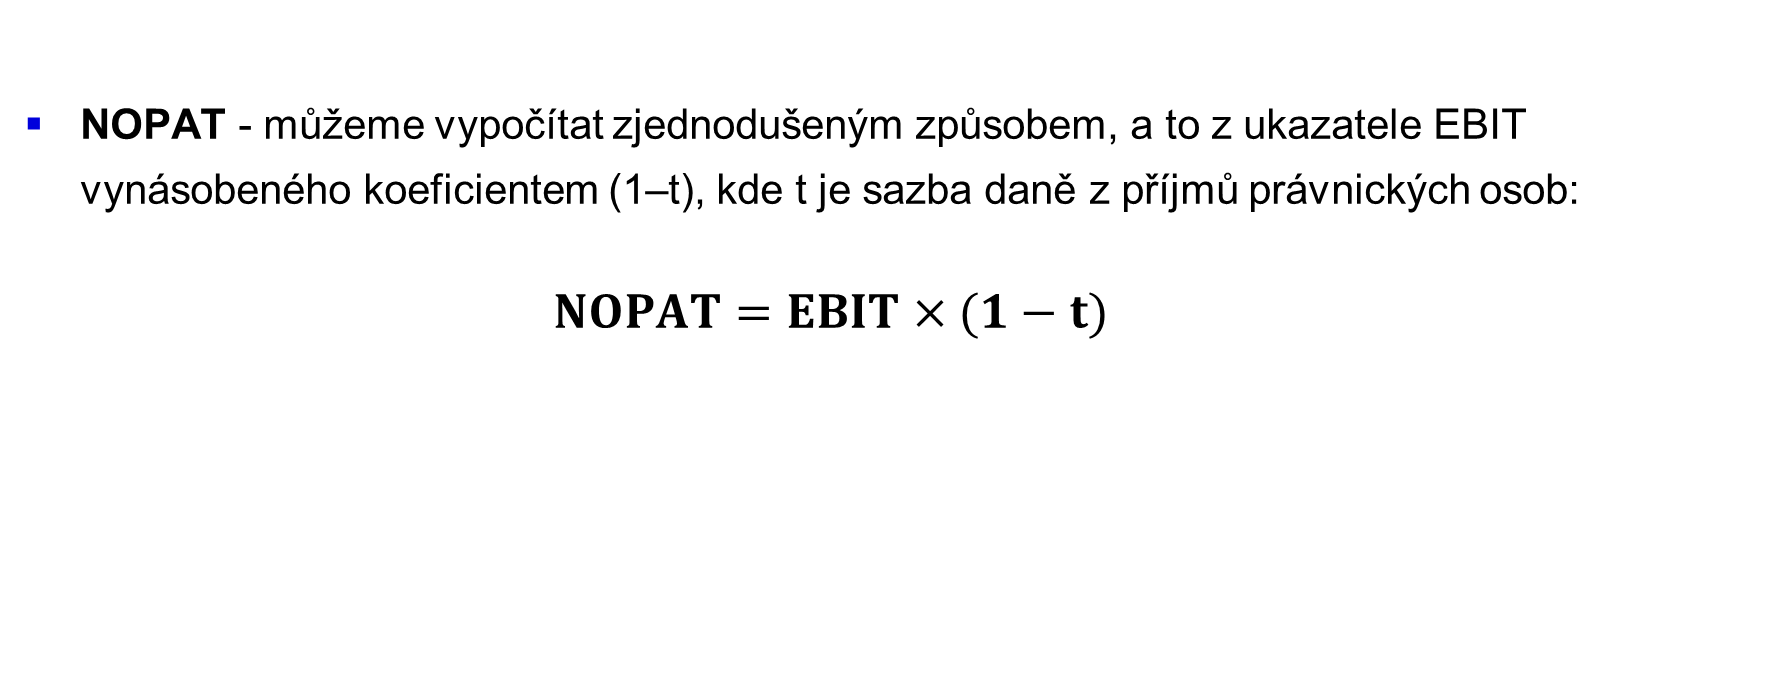 ▪ NOPAT - můžeme vypočítat zjednodušeným způsobem, a to z ukazatele EBIT
vynásobeného koeficientem (1–t), kde t je sazba daně z příjmů právnických osob:
NOPAT = EBIT × (1 − t)